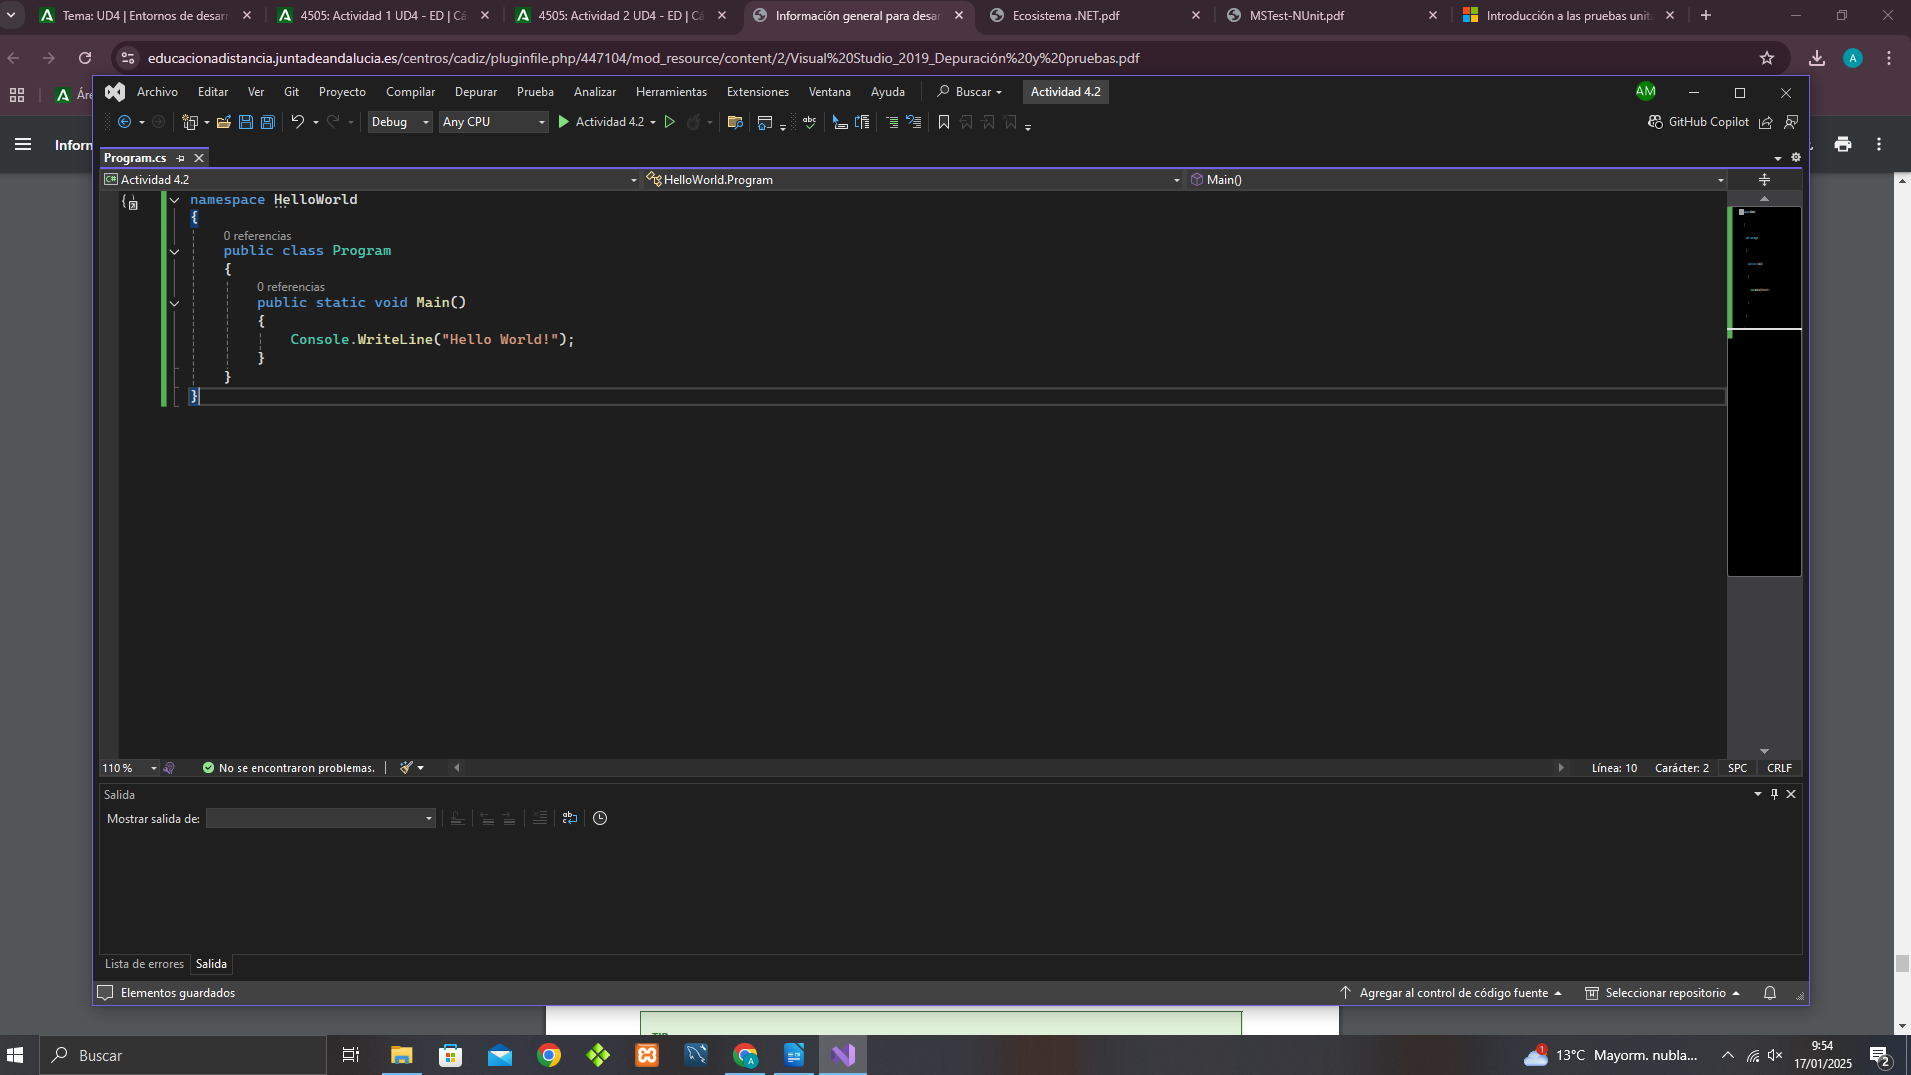 Tema: UD4 | Entornos de desarr
4505: Actividad 1 UD4 - ED | Cá
4505: Actividad 2 UD4 - ED | Cá
Información general para desar
Ecosistema .NET.pdf
MSTest-NUnit.pdf
Introducción a las pruebas unit
educacionadistancia.juntadeandalucia.es/centros/cadiz/pluginfile.php/447104/mod_resource/content/2/Visual%20Studio_2019_Depuración%20y%20pruebas.pdf
A
Áre
Archivo Editar Ver Git Proyecto Compilar Depurar Prueba Analizar Herramientas Extensiones Ventana Ayuda Buscar Actividad 4.2 AM
Debug Any CPU Actividad 4.2 GitHub Copilot
Inform
Program.cs
C# Actividad 4.2 HelloWorld.Program Main()
namespace HelloWorld
{
0 referencias
public class Program
{
0 referencias
public static void Main()
{
Console.WriteLine("Hello World!");
}
}
}
110 % No se encontraron problemas. Línea: 10 Carácter: 2 SPC CRLF
Salida
Mostrar salida de:
Lista de errores Salida
Elementos guardados Agregar al control de código fuente Seleccionar repositorio
Buscar
1
13°C Mayorm. nubla...
9:54
17/01/2025
2